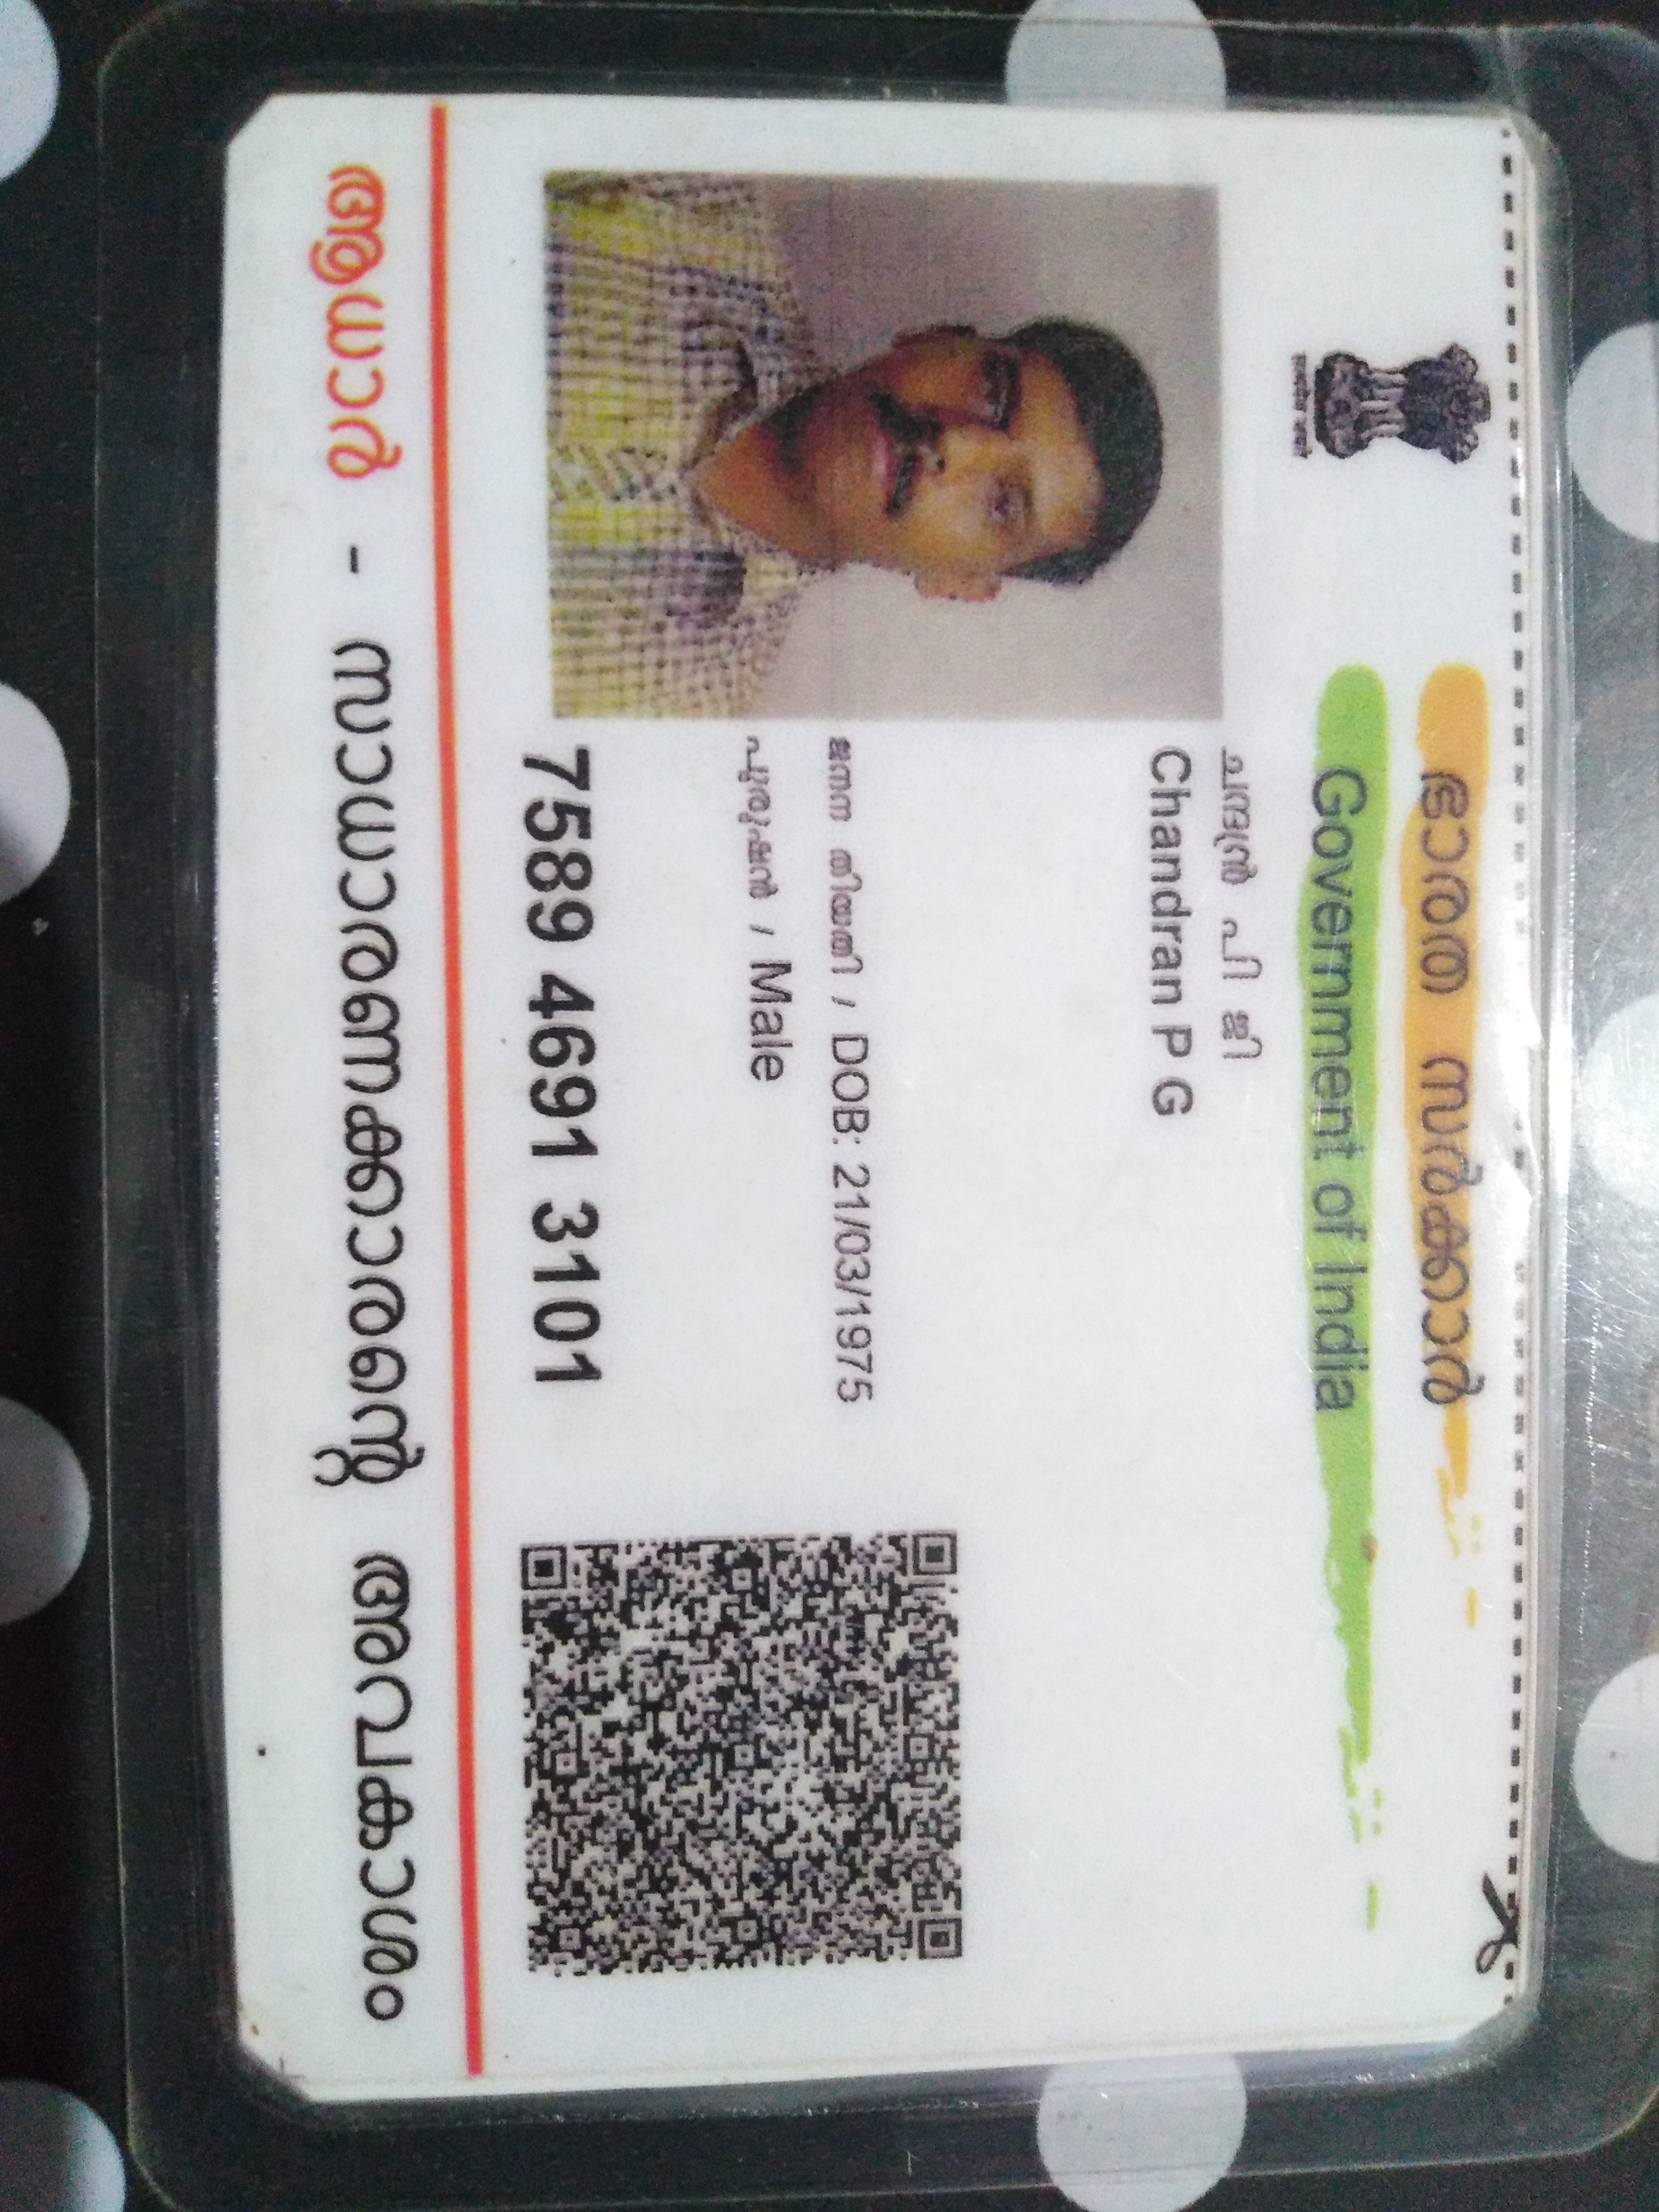 ഭാരത സർക്കാർ
Government of India
ചന്ദ്രൻ പി ജി
Chandran P G
ജനന തിയതി / DOB: 21/03/1975
പുരുഷൻ / Male
7589 4691 3101
ആധാർ - സാധാരണക്കാരന്റെ അവകാശം